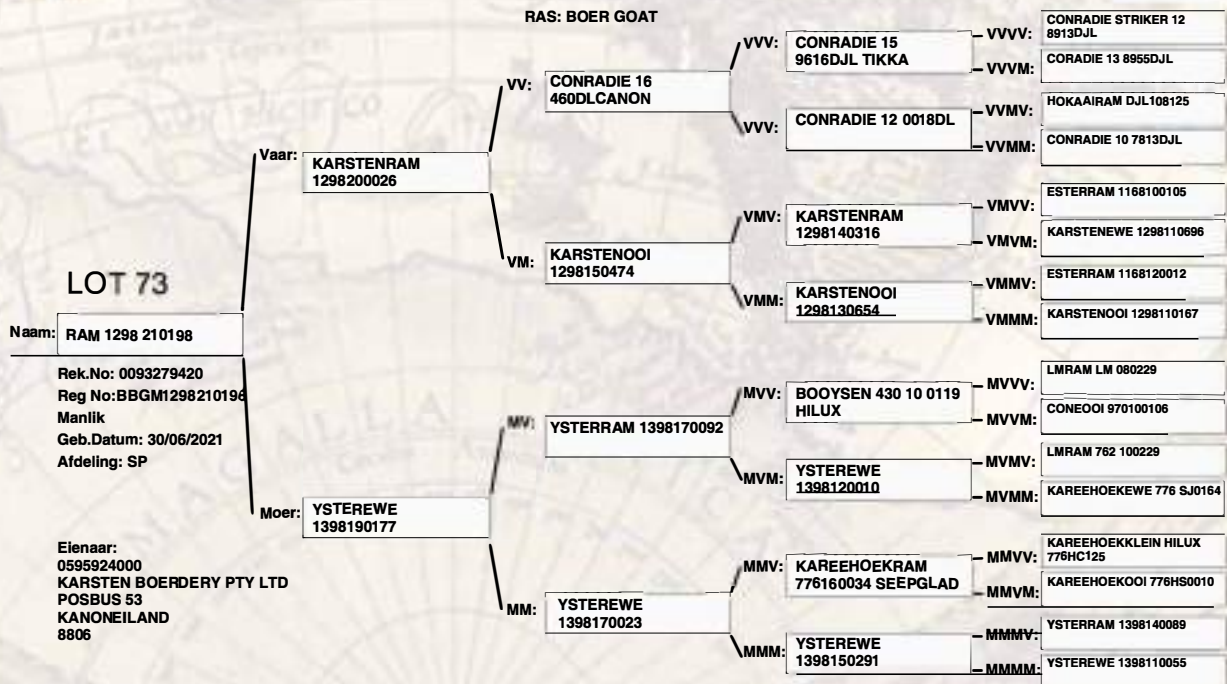 RAS: BOER GOAT
LOT 73
Naam: RAM 1298 210198
Rek.No: 0093279420
Reg No:BBGM1298210198
Manlik
Geb.Datum: 30/06/2021
Afdeling: SP
Eienaar:
0595924000
KARSTEN BOERDERY PTY LTD
POSBUS 53
KANONEILAND
8806
Vaar: KARSTENRAM
1298200026
Moer: YSTEREWE
1398190177
VV: CONRADIE 16
460DLCANON
VM: KARSTENOOI
1298150474
MV: YSTERRAM 1398170092
MM: YSTEREWE
1398170023
VVV: CONRADIE 15
9616DJL TIKKA
VVV: CONRADIE 12 0018DL
VMV: KARSTENRAM
1298140316
VMM: KARSTENOOI
1298130654
MVV: BOOYSEN 430 10 0119
HILUX
MVM: YSTEREWE
1398120010
MMV: KAREEHOEKRAM
776160034 SEEPGLAD
MMM: YSTEREWE
1398150291
VVVV: CONRADIE STRIKER 12
8913DJL
VVVM: CORADIE 13 8955DJL
VVMV: HOKAAIRAM DJL108125
VVMM: CONRADIE 10 7813DJL
VMVV: ESTERRAM 1168100105
VMVM: KARSTENEWE 1298110696
VMMV: ESTERRAM 1168120012
VMMM: KARSTENOOI 1298110167
MVVV: LMRAM LM 080229
MVVM: CONEOOI 970100106
MVMV: LMRAM 762 100229
MVMM: KAREEHOEKEWE 776 SJ0164
MMVV: KAREEHOEKKLEIN HILUX
776HC125
MMVM: KAREEHOEKOOI 776HS0010
MMMV: YSTERRAM 1398140089
MMMM: YSTEREWE 1398110055